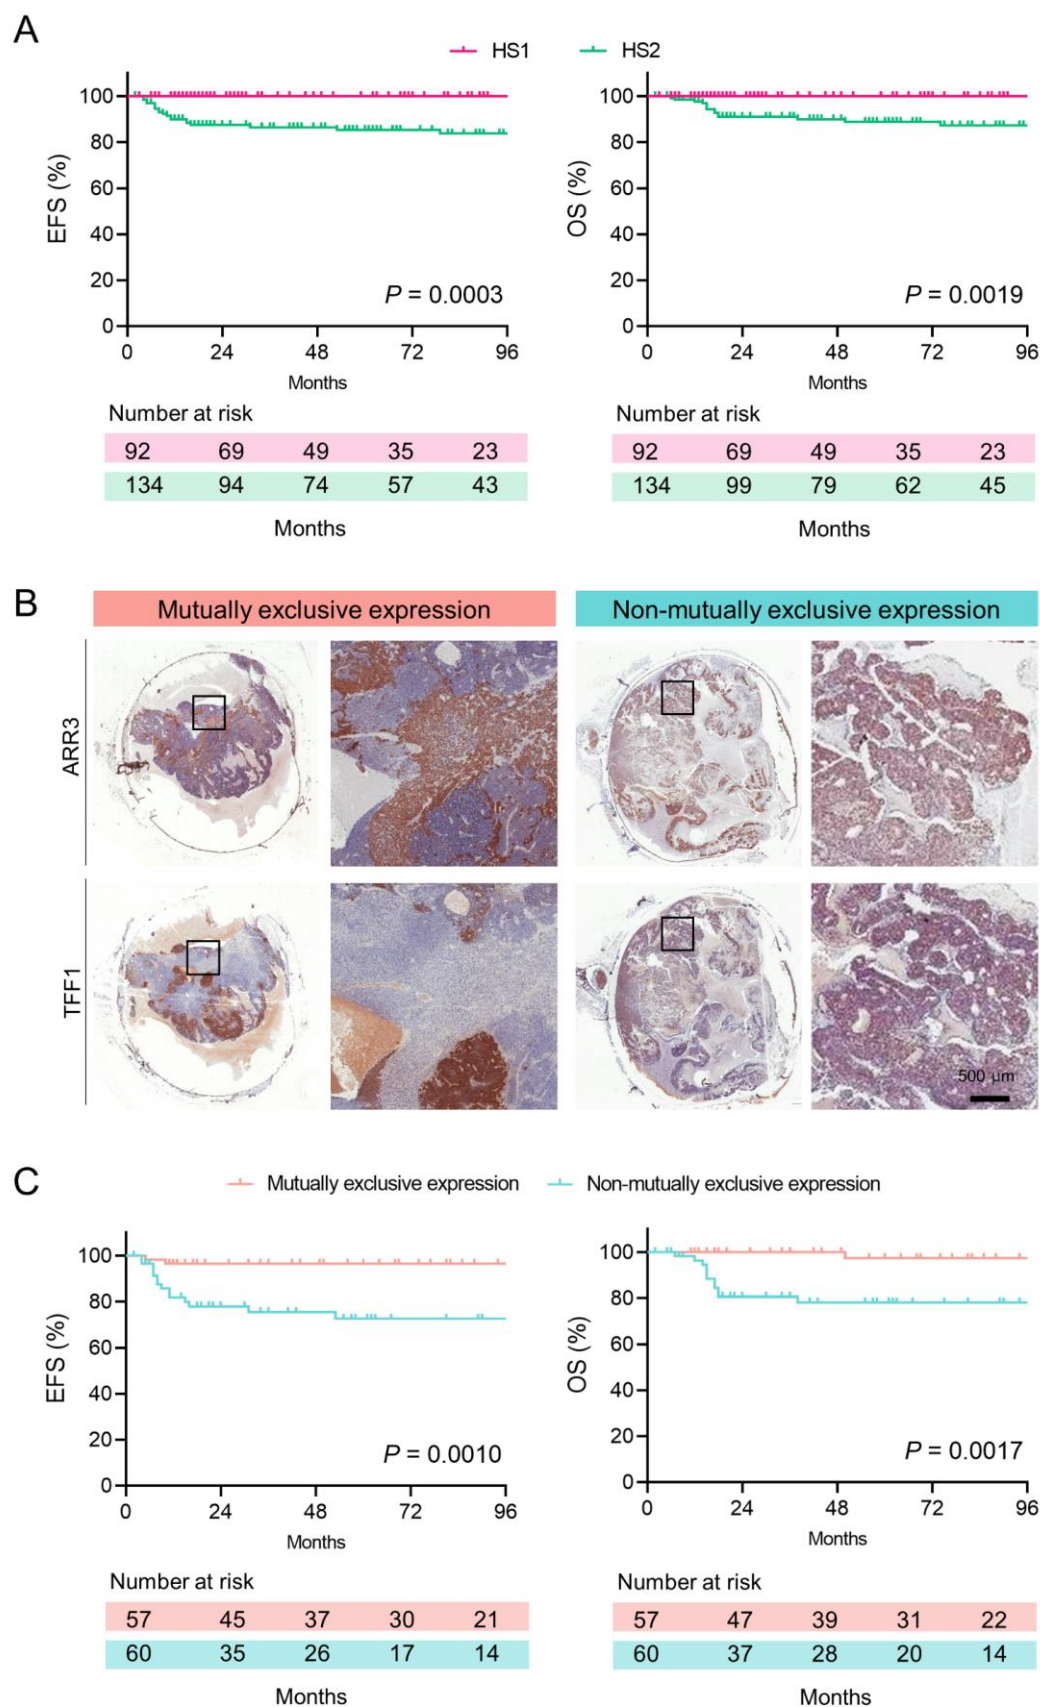 A
HS1 HS2
100
80
60
40
20
0
EFS (%)
P = 0.0003
0 24 48 72 96
Months
Number at risk
92 69 49 35 23
134 94 74 57 43
Months
100
80
60
40
20
0
OS (%)
P = 0.0019
0 24 48 72 96
Months
Number at risk
92 69 49 35 23
134 99 79 62 45
Months
B
Mutually exclusive expression
Non-mutually exclusive expression
ARR3
TFF1
500 µm
C
Mutually exclusive expression Non-mutually exclusive expression
100
80
60
40
20
0
EFS (%)
P = 0.0010
0 24 48 72 96
Months
Number at risk
57 45 37 30 21
60 35 26 17 14
Months
100
80
60
40
20
0
OS (%)
P = 0.0017
0 24 48 72 96
Months
Number at risk
57 47 39 31 22
60 37 28 20 14
Months